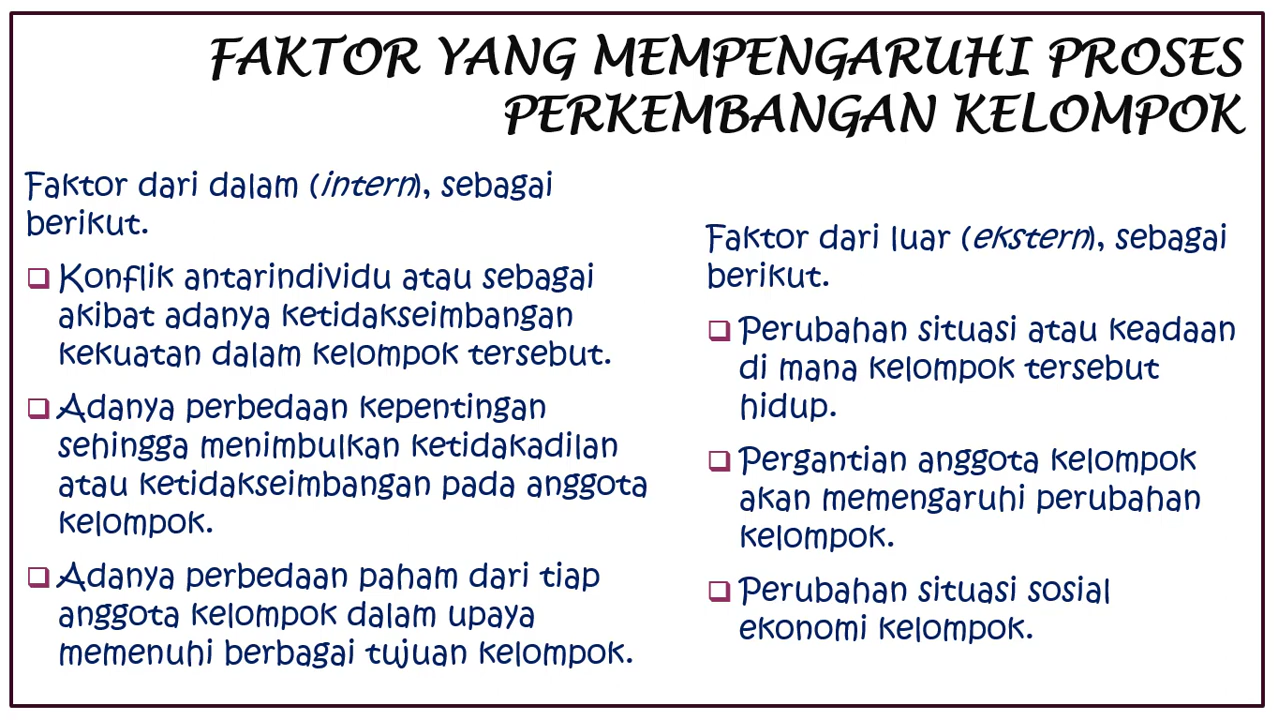 FAKTOR YANG MEMPENGARUHI PROSES
PERKEMBANGAN KELOMPOK
Faktor dari dalam (intern), sebagai
berikut.
❑ Konflik antarindividu atau sebagai
akibat adanya ketidakseimbangan
kekuatan dalam kelompok tersebut.
❑ Adanya perbedaan kepentingan
sehingga menimbulkan ketidakadilan
atau ketidakseimbangan pada anggota
kelompok.
❑ Adanya perbedaan paham dari tiap
anggota kelompok dalam upaya
memenuhi berbagai tujuan kelompok.
Faktor dari luar (ekstern), sebagai
berikut.
❑ Perubahan situasi atau keadaan
di mana kelompok tersebut
hidup.
❑ Pergantian anggota kelompok
akan memengaruhi perubahan
kelompok.
❑ Perubahan situasi sosial
ekonomi kelompok.